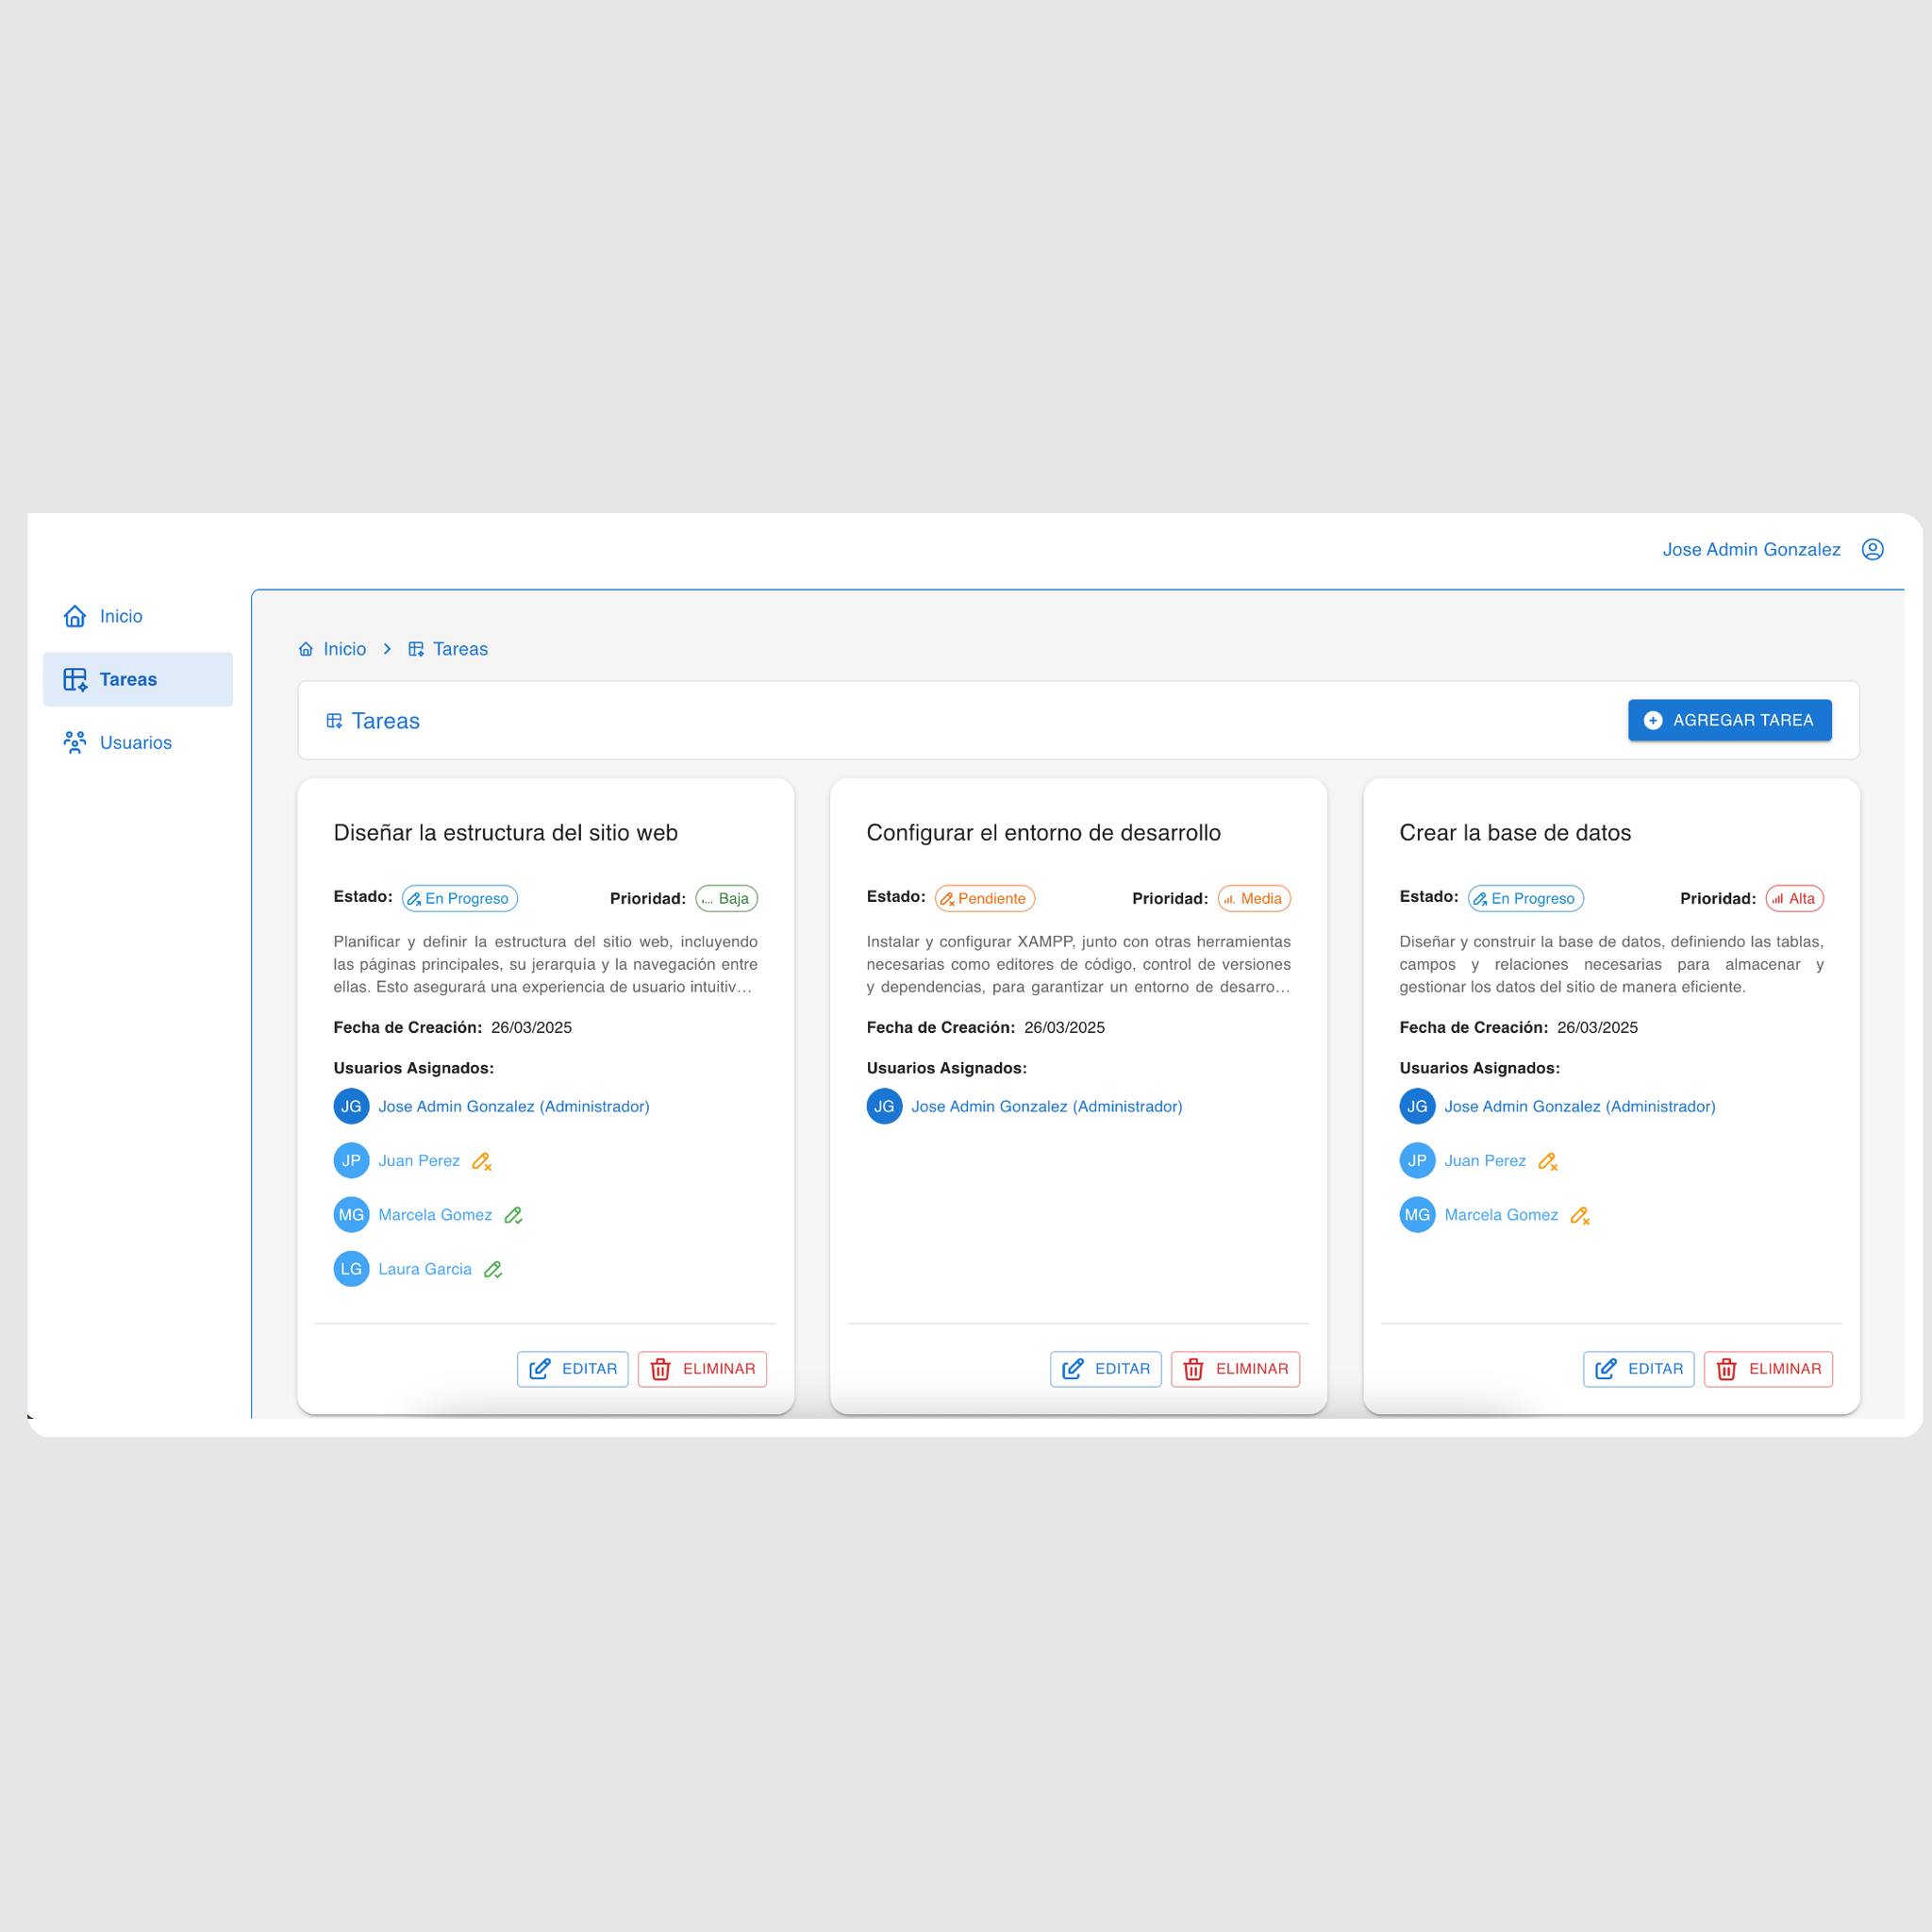 Jose Admin Gonzalez
Inicio
Tareas
Usuarios
Inicio > Tareas
Tareas
AGREGAR TAREA
Diseñar la estructura del sitio web
Estado: En Progreso Prioridad: Baja
Planificar y definir la estructura del sitio web, incluyendo
las páginas principales, su jerarquía y la navegación entre
ellas. Esto asegurará una experiencia de usuario intuitiv...
Fecha de Creación: 26/03/2025
Usuarios Asignados:
JG Jose Admin Gonzalez (Administrador)
JP Juan Perez
MG Marcela Gomez
LG Laura Garcia
EDITAR ELIMINAR
Configurar el entorno de desarrollo
Estado: Pendiente Prioridad: Media
Instalar y configurar XAMPP, junto con otras herramientas
necesarias como editores de código, control de versiones
y dependencias, para garantizar un entorno de desarro...
Fecha de Creación: 26/03/2025
Usuarios Asignados:
JG Jose Admin Gonzalez (Administrador)
EDITAR ELIMINAR
Crear la base de datos
Estado: En Progreso Prioridad: Alta
Diseñar y construir la base de datos, definiendo las tablas,
campos y relaciones necesarias para almacenar y
gestionar los datos del sitio de manera eficiente.
Fecha de Creación: 26/03/2025
Usuarios Asignados:
JG Jose Admin Gonzalez (Administrador)
JP Juan Perez
MG Marcela Gomez
EDITAR ELIMINAR